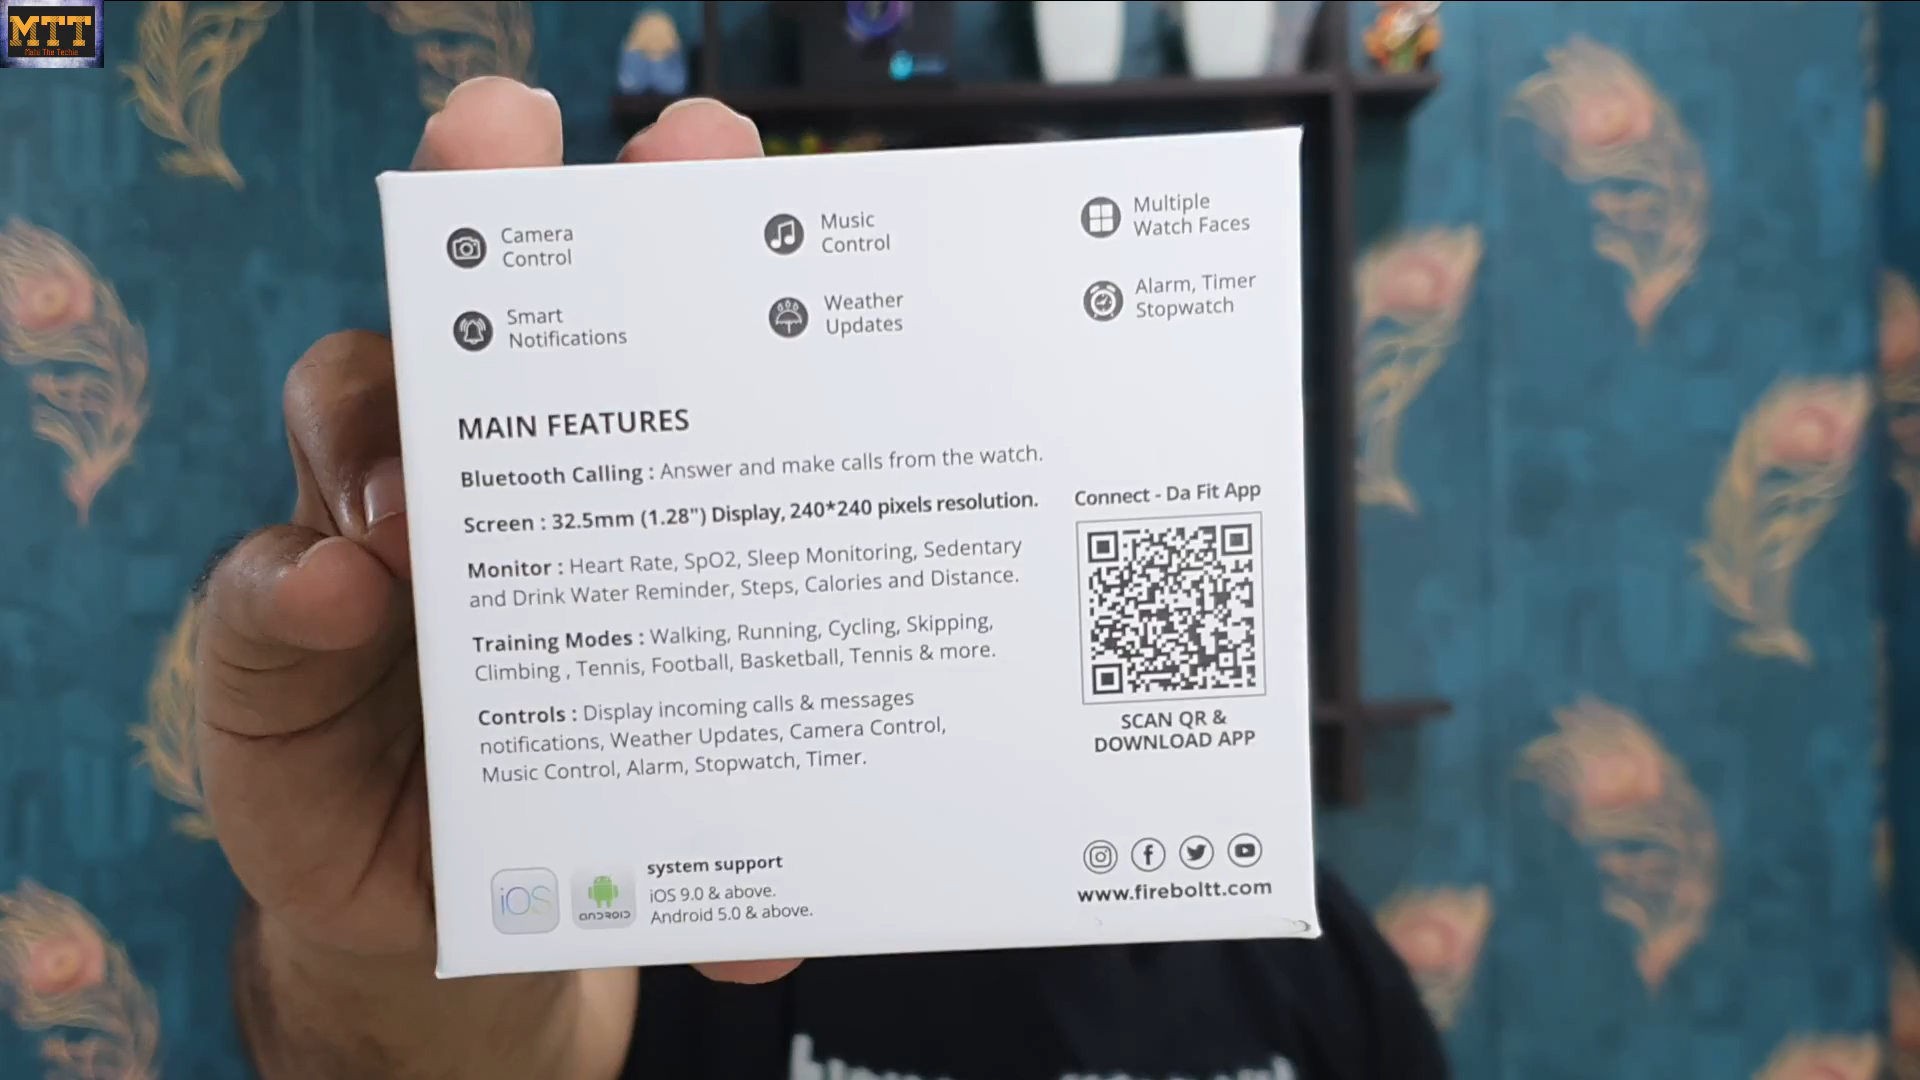 MTT
Camera
Control
Music
Control
Multiple
Watch Faces
Smart
Notifications
Weather
Updates
Alarm, Timer
Stopwatch
MAIN FEATURES
Bluetooth Calling : Answer and make calls from the watch.
Screen : 32.5mm (1.28") Display, 240*240 pixels resolution.
Monitor : Heart Rate, SpO2, Sleep Monitoring, Sedentary
and Drink Water Reminder, Steps, Calories and Distance.
Training Modes : Walking, Running, Cycling, Skipping,
Climbing , Tennis, Football, Basketball, Tennis & more.
Controls : Display incoming calls & messages
notifications, Weather Updates, Camera Control,
Music Control, Alarm, Stopwatch, Timer.
Connect - Da Fit App
SCAN QR &
DOWNLOAD APP
iOS
ANDROID
system support
iOS 9.0 & above.
Android 5.0 & above.
www.fireboltt.com